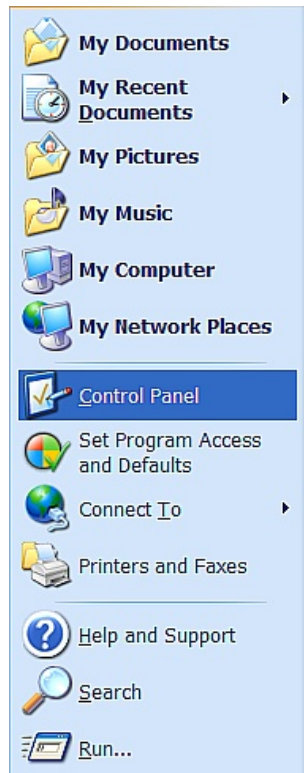 My Documents
My Recent
Documents
My Pictures
My Music
My Computer
My Network Places
Control Panel
Set Program Access
and Defaults
Connect To
Printers and Faxes
Help and Support
Search
Run...